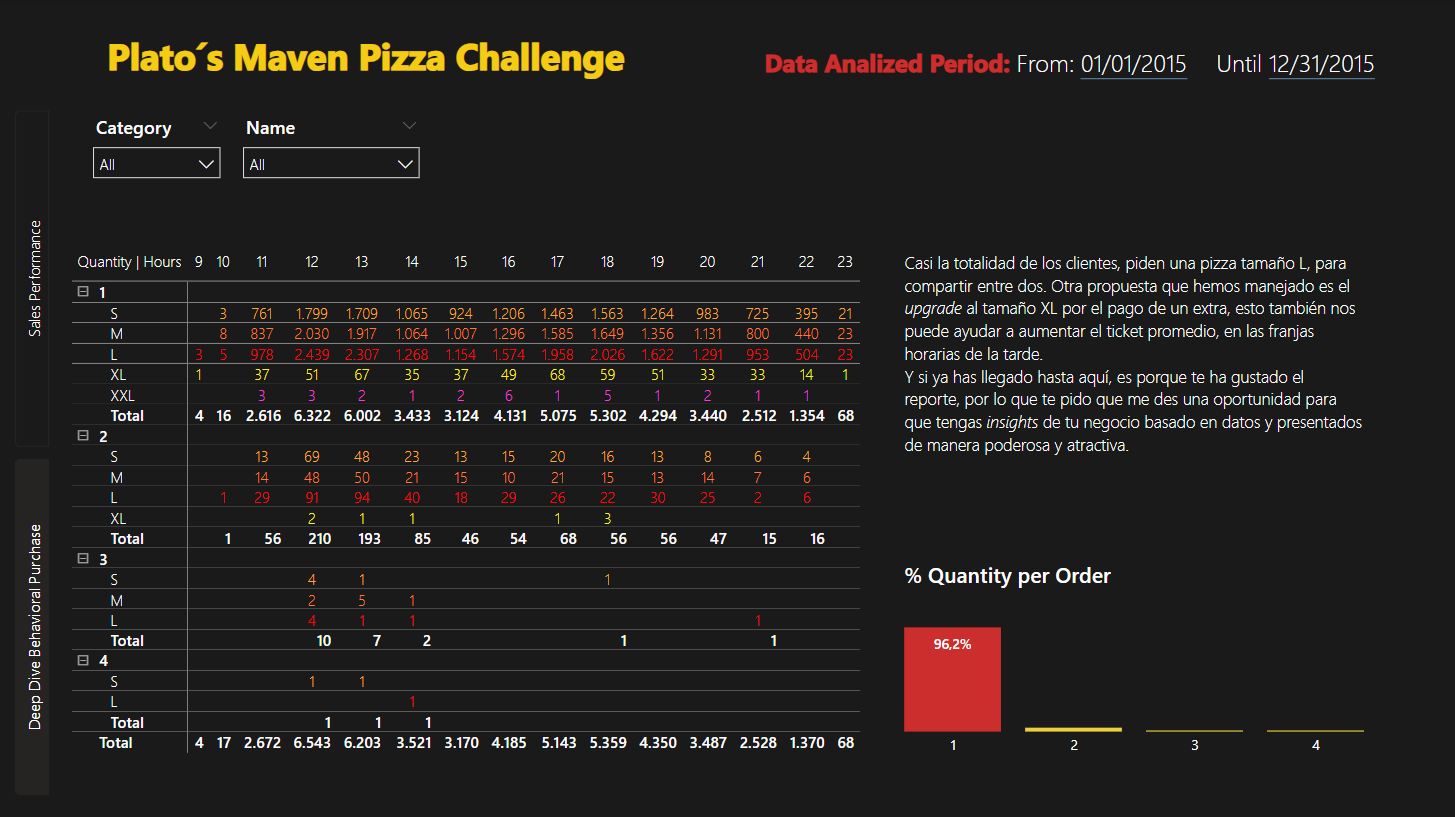 Plato´s Maven Pizza Challenge
Data Analized Period: From: 01/01/2015 Until 12/31/2015
Sales Performance
Deep Dive Behavioral Purchase
Category Name
All All
Quantity | Hours 9 10 11 12 13 14 15 16 17 18 19 20 21 22 23
1
S 3 761 1.799 1.709 1.065 924 1.206 1.463 1.563 1.264 983 725 395 21
M 8 837 2.030 1.917 1.064 1.007 1.296 1.585 1.649 1.356 1.131 800 440 23
L 3 5 978 2.439 2.307 1.268 1.154 1.574 1.958 2.026 1.622 1.291 953 504 23
XL 1 37 51 67 35 37 49 68 59 51 33 33 14 1
XXL 3 3 2 1 2 6 1 5 1 2 1 1
Total 4 16 2.616 6.322 6.002 3.433 3.124 4.131 5.075 5.302 4.294 3.440 2.512 1.354 68
2
S 13 69 48 23 13 15 20 16 13 8 6 4
M 14 48 50 21 15 10 21 15 13 14 7 6
L 1 29 91 94 40 18 29 26 22 30 25 2 6
XL 2 1 1 1 3
Total 1 56 210 193 85 46 54 68 56 56 47 15 16
3
S 4 1 1
M 2 5 1
L 4 1 1 1
Total 10 7 2 1 1
4
S 1 1
L 1
Total 1 1 1
Total 4 17 2.672 6.543 6.203 3.521 3.170 4.185 5.143 5.359 4.350 3.487 2.528 1.370 68
Casi la totalidad de los clientes, piden una pizza tamaño L, para
compartir entre dos. Otra propuesta que hemos manejado es el
upgrade al tamaño XL por el pago de un extra, esto también nos
puede ayudar a aumentar el ticket promedio, en las franjas
horarias de la tarde.
Y si ya has llegado hasta aquí, es porque te ha gustado el
reporte, por lo que te pido que me des una oportunidad para
que tengas insights de tu negocio basado en datos y presentados
de manera poderosa y atractiva.
% Quantity per Order
96,2%
1 2 3 4